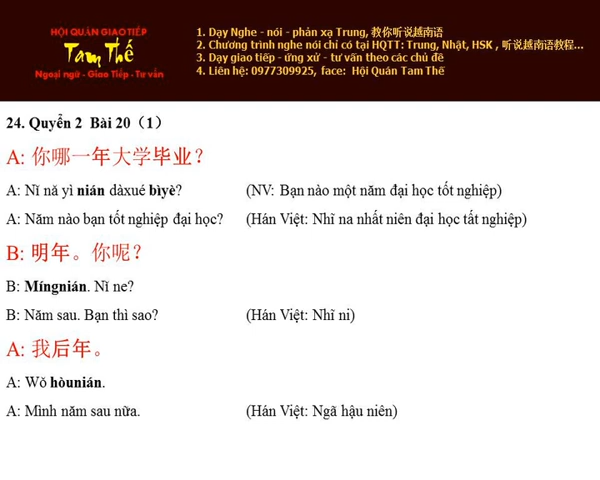 HỘI QUÁN GIAO TIẾP
Tam Thế
Ngoại ngữ - Giao Tiếp - Tư vấn
1. Dạy Nghe - nói - phản xạ Trung, 教你听说越南语
2. Chương trình nghe nói chỉ có tại HQTT: Trung, Nhật, HSK , 听说越南语教程...
3. Dạy giao tiếp - ứng xử - tư vấn theo các chủ đề
4. Liên hệ: 0977309925, face: Hội Quán Tam Thế
24. Quyển 2 Bài 20（1）
A: 你哪一年大学毕业？
A: Nĭ nă yì nián dàxué bìyè? (NV: Bạn nào một năm đại học tốt nghiệp)
A: Năm nào bạn tốt nghiệp đại học? (Hán Việt: Nhĩ na nhất niên đại học tất nghiệp)
B: 明年。你呢？
B: Míngnián. Nĭ ne?
B: Năm sau. Bạn thì sao? (Hán Việt: Nhĩ ni)
A: 我后年。
A: Wŏ hòunián.
A: Mình năm sau nữa. (Hán Việt: Ngã hậu niên)